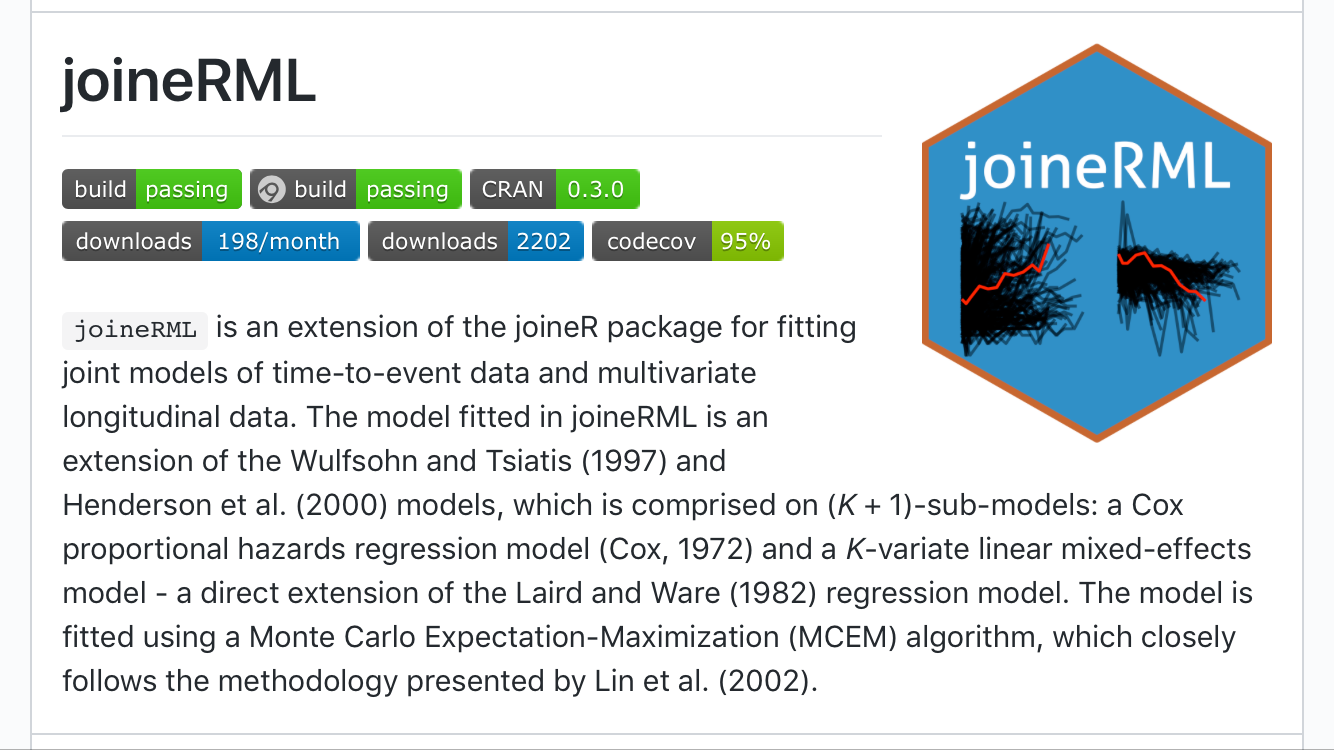 joineRML
build passing build passing CRAN 0.3.0
downloads 198/month downloads 2202 codecov 95%
joineRML
joineRML is an extension of the joineR package for fitting
joint models of time-to-event data and multivariate
longitudinal data. The model fitted in joineRML is an
extension of the Wulfsohn and Tsiatis (1997) and
Henderson et al. (2000) models, which is comprised on (K + 1)-sub-models: a Cox
proportional hazards regression model (Cox, 1972) and a K-variate linear mixed-effects
model - a direct extension of the Laird and Ware (1982) regression model. The model is
fitted using a Monte Carlo Expectation-Maximization (MCEM) algorithm, which closely
follows the methodology presented by Lin et al. (2002).